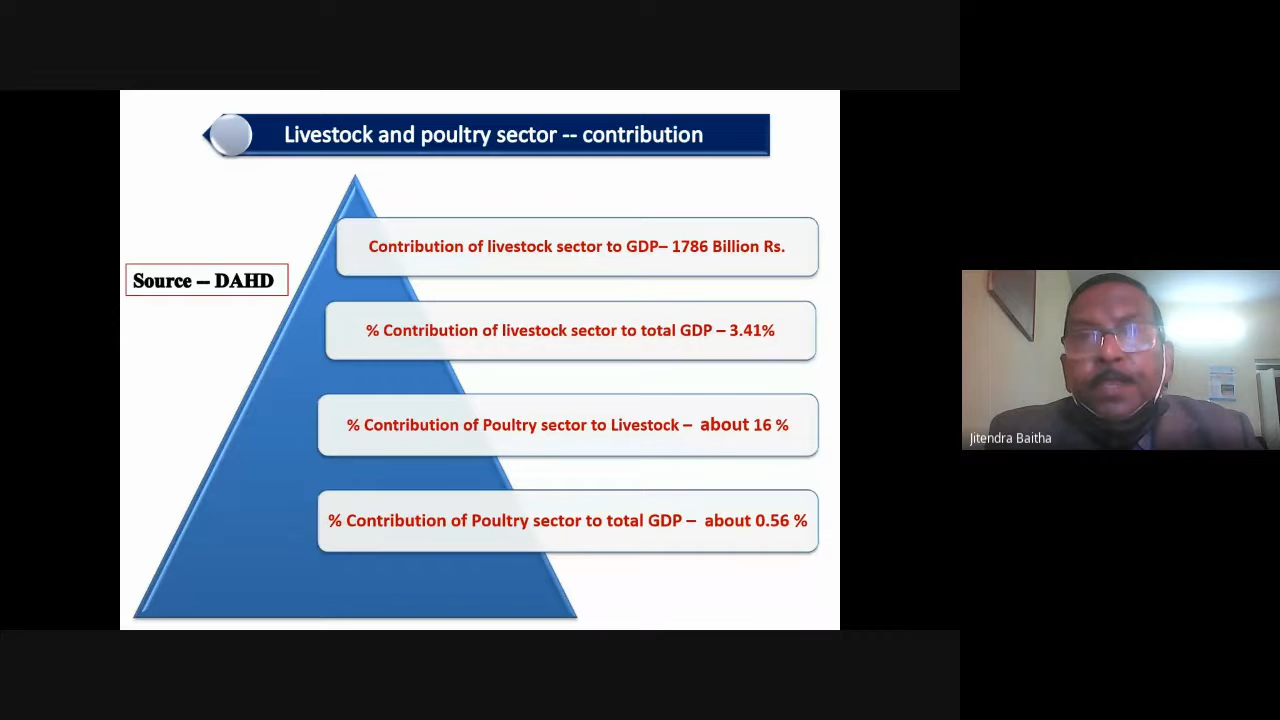 Livestock and poultry sector -- contribution
Contribution of livestock sector to GDP– 1786 Billion Rs.
Source – DAHD
% Contribution of livestock sector to total GDP – 3.41%
% Contribution of Poultry sector to Livestock – about 16 %
% Contribution of Poultry sector to total GDP – about 0.56 %
Jitendra Baitha